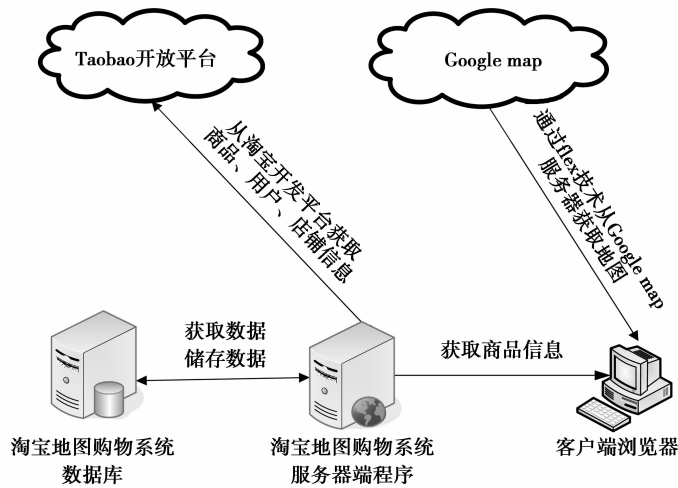 Taobao开放平台
Google map
从淘宝开发平台获取
商品、用户、店铺信息
通过flex技术从Google map
服务器获取地图
获取数据
储存数据
获取商品信息
淘宝地图购物系统
数据库
淘宝地图购物系统
服务器端程序
客户端浏览器